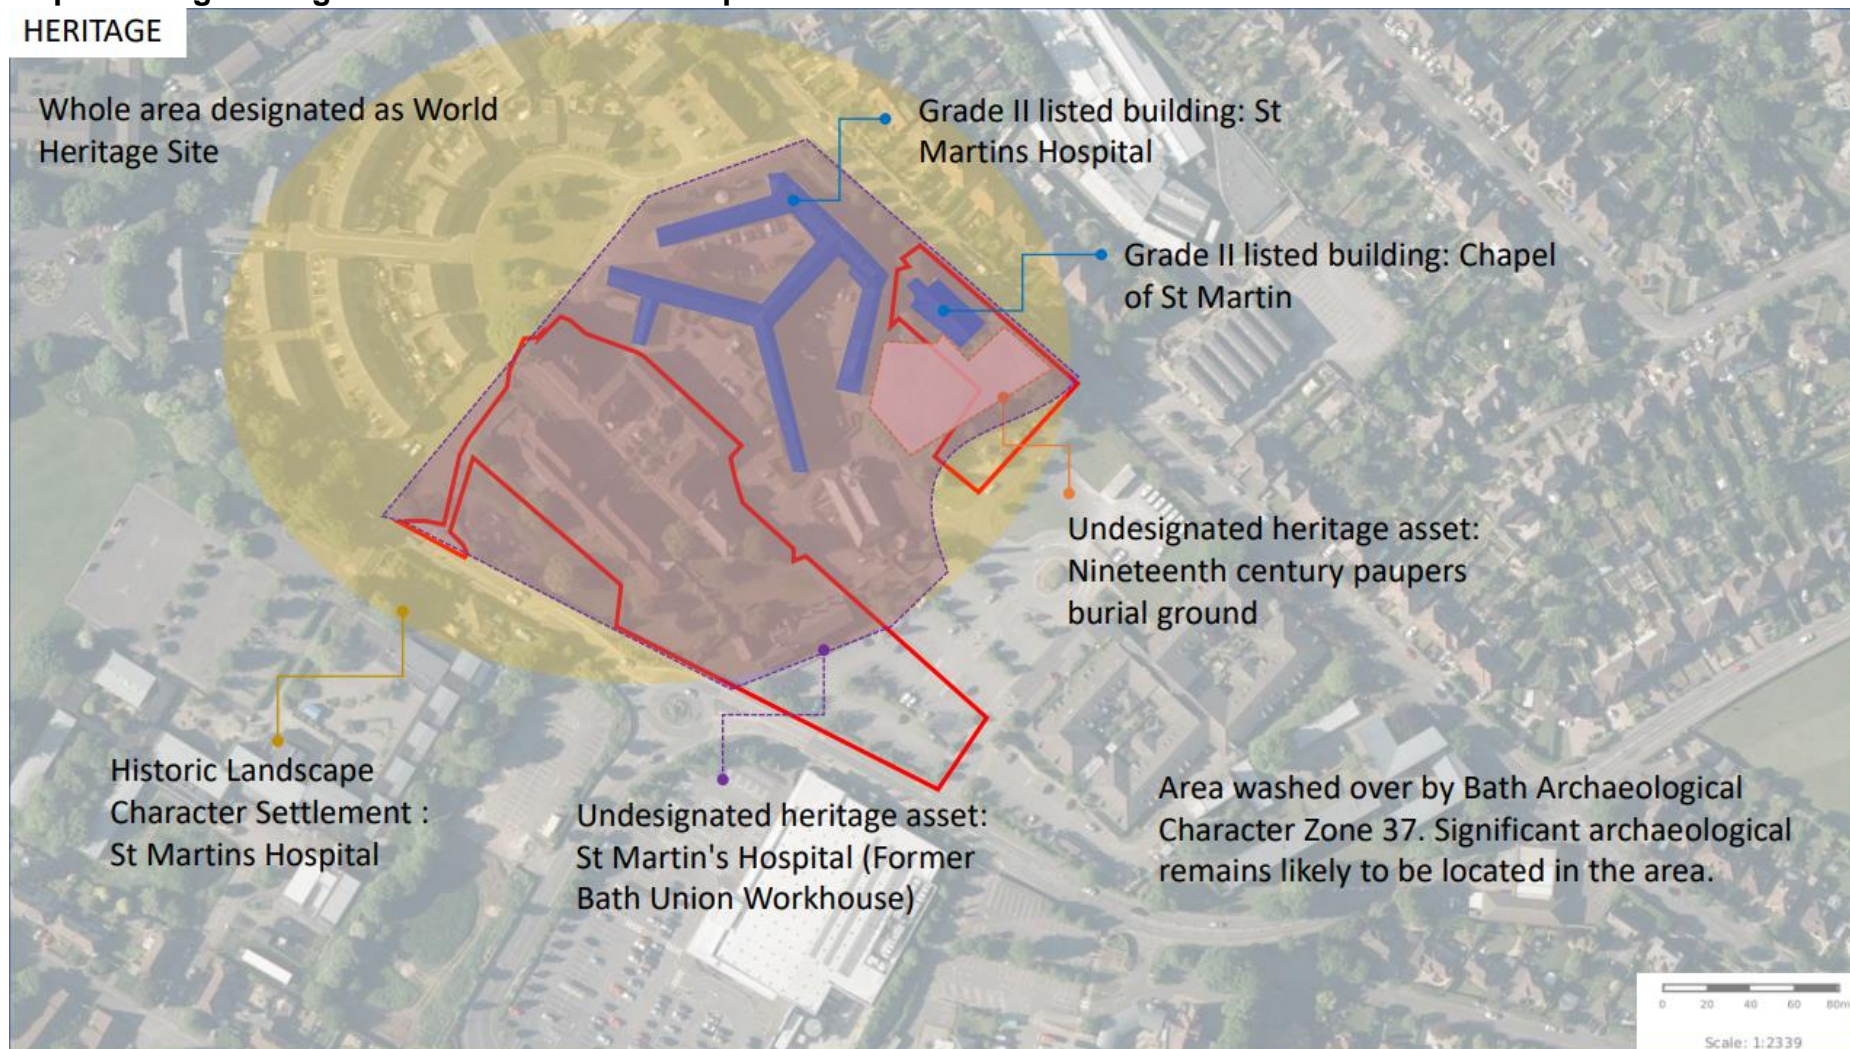 HERITAGE
Whole area designated as World
Heritage Site
Grade II listed building: St
Martins Hospital
Grade II listed building: Chapel
of St Martin
Undesignated heritage asset:
Nineteenth century paupers
burial ground
Historic Landscape
Character Settlement :
St Martins Hospital
Undesignated heritage asset:
St Martin's Hospital (Former
Bath Union Workhouse)
Area washed over by Bath Archaeological
Character Zone 37. Significant archaeological
remains likely to be located in the area.
0 20 40 60 80m
Scale: 1:2339